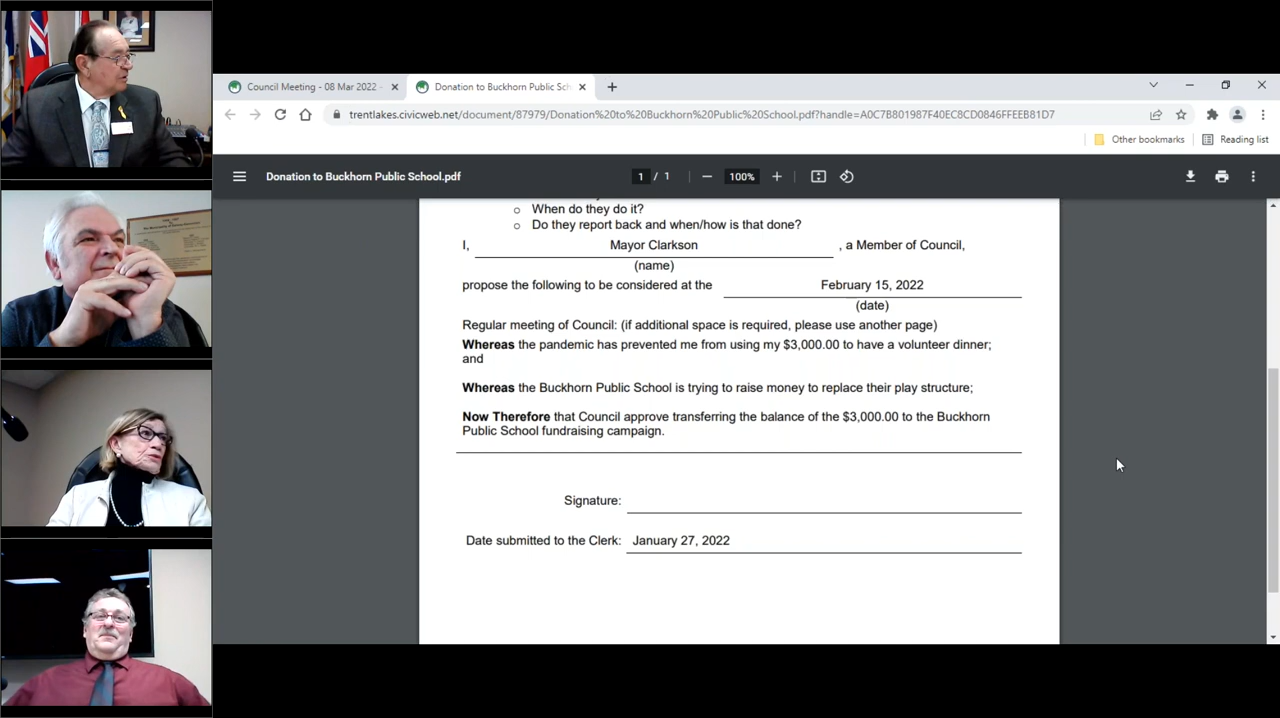 Council Meeting - 08 Mar 2022 -
Donation to Buckhorn Public Sch
trentlakes.civicweb.net/document/87979/Donation%20to%20Buckhorn%20Public%20School.pdf?handle=A0C7B801987F40EC8CD0846FFEEB81D7
Other bookmarks
Reading list
Donation to Buckhorn Public School.pdf
1 / 1
100%
o When do they do it?
o Do they report back and when/how is that done?
I, Mayor Clarkson , a Member of Council,
(name)
propose the following to be considered at the February 15, 2022
(date)
Regular meeting of Council: (if additional space is required, please use another page)
Whereas the pandemic has prevented me from using my $3,000.00 to have a volunteer dinner;
and
Whereas the Buckhorn Public School is trying to raise money to replace their play structure;
Now Therefore that Council approve transferring the balance of the $3,000.00 to the Buckhorn
Public School fundraising campaign.
Signature:
Date submitted to the Clerk: January 27, 2022